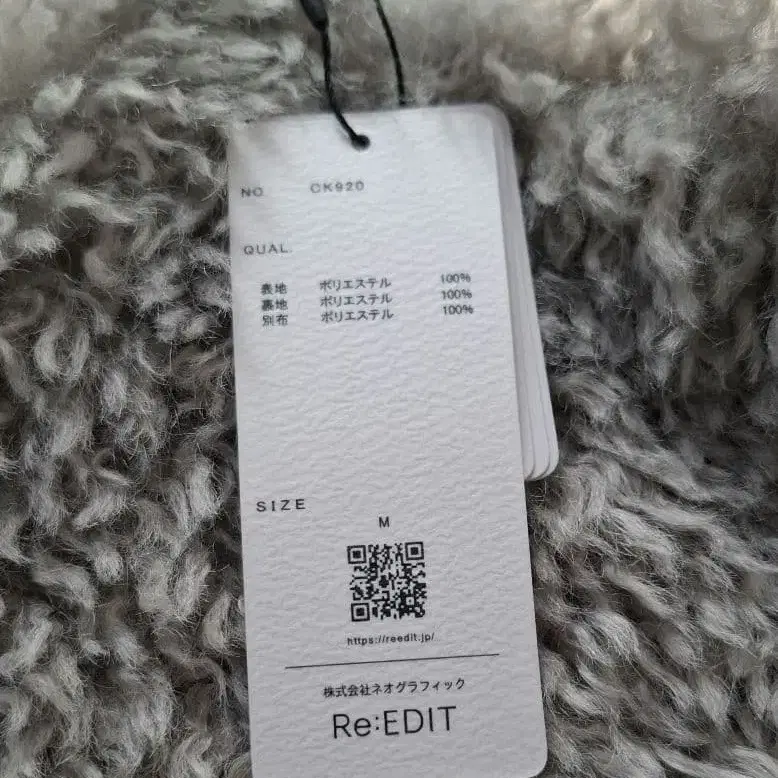 NO CK920
QUAL.
表地 ポリエステル 100%
裏地 ポリエステル 100%
別布 ポリエステル 100%
SIZE
M
https://reedit.jp/
株式会社ネオグラフィック
Re:EDIT